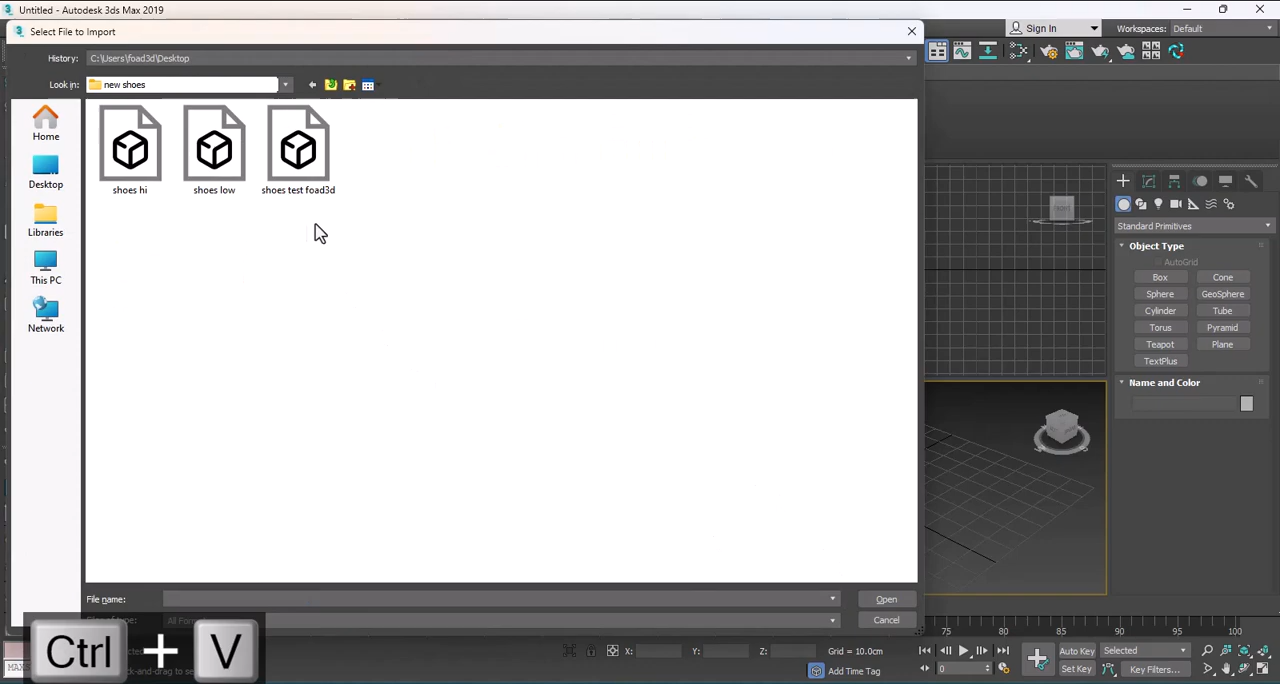 Untitled - Autodesk 3ds Max 2019
Select File to Import
Sign In
Workspaces: Default
History: C:\Users\foad3d\Desktop
Look in: new shoes
Home
Desktop
Libraries
This PC
Network
shoes hi
shoes low
shoes test foad3d
FRONT
Standard Primitives
Object Type
AutoGrid
Box Cone
Sphere GeoSphere
Cylinder Tube
Torus Pyramid
Teapot Plane
TextPlus
Name and Color
File name:
Open
All Form
Cancel
Ctrl + V
75 80 85 90 95 100
X: Y: Z: Grid = 10.0cm
Auto Key Selected
Add Time Tag
0
Set Key Key Filters...